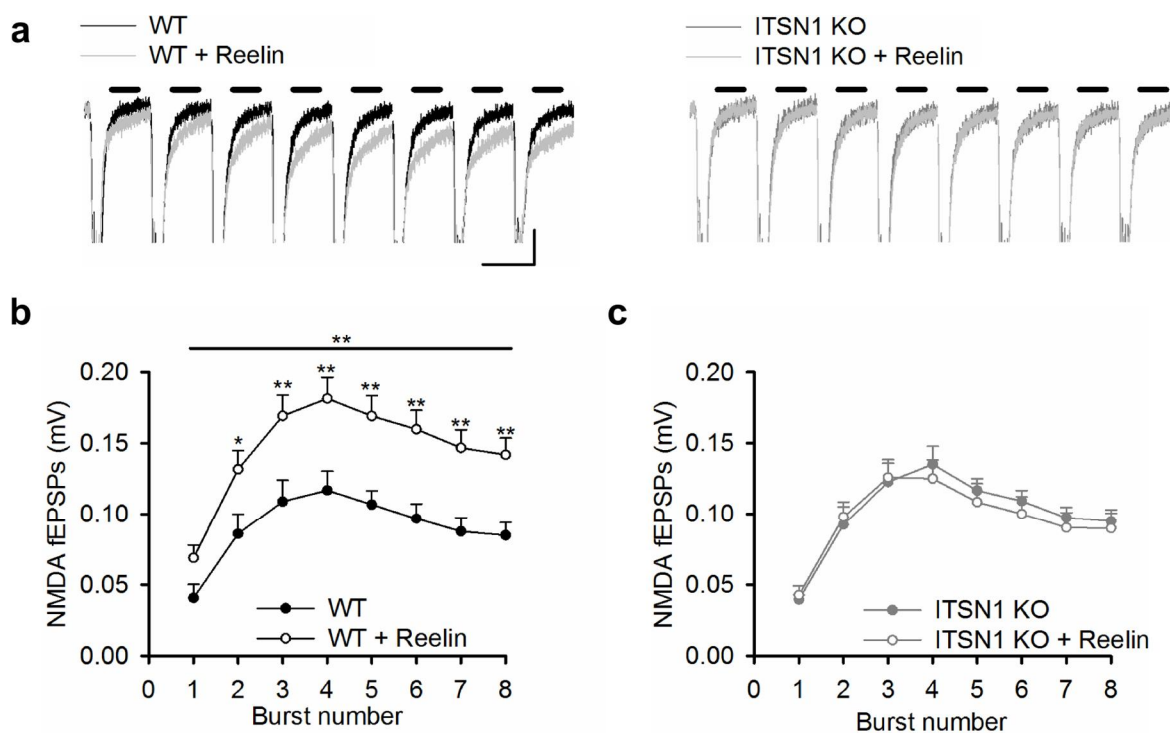 a
WT
WT + Reelin
ITSN1 KO
ITSN1 KO + Reelin
b
**
NMDA fEPSPs (mV)
0.20
0.15
0.10
0.05
0.00
*
**
**
**
**
**
**
WT
WT + Reelin
0 1 2 3 4 5 6 7 8
Burst number
c
NMDA fEPSPs (mV)
0.20
0.15
0.10
0.05
0.00
ITSN1 KO
ITSN1 KO + Reelin
0 1 2 3 4 5 6 7 8
Burst number